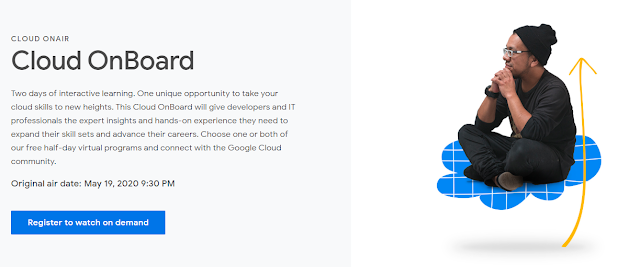 CLOUD ONAIR
Cloud OnBoard
Two days of interactive learning. One unique opportunity to take your
cloud skills to new heights. This Cloud OnBoard will give developers and IT
professionals the expert insights and hands-on experience they need to
expand their skill sets and advance their careers. Choose one or both of
our free half-day virtual programs and connect with the Google Cloud
community.
Original air date: May 19, 2020 9:30 PM
Register to watch on demand